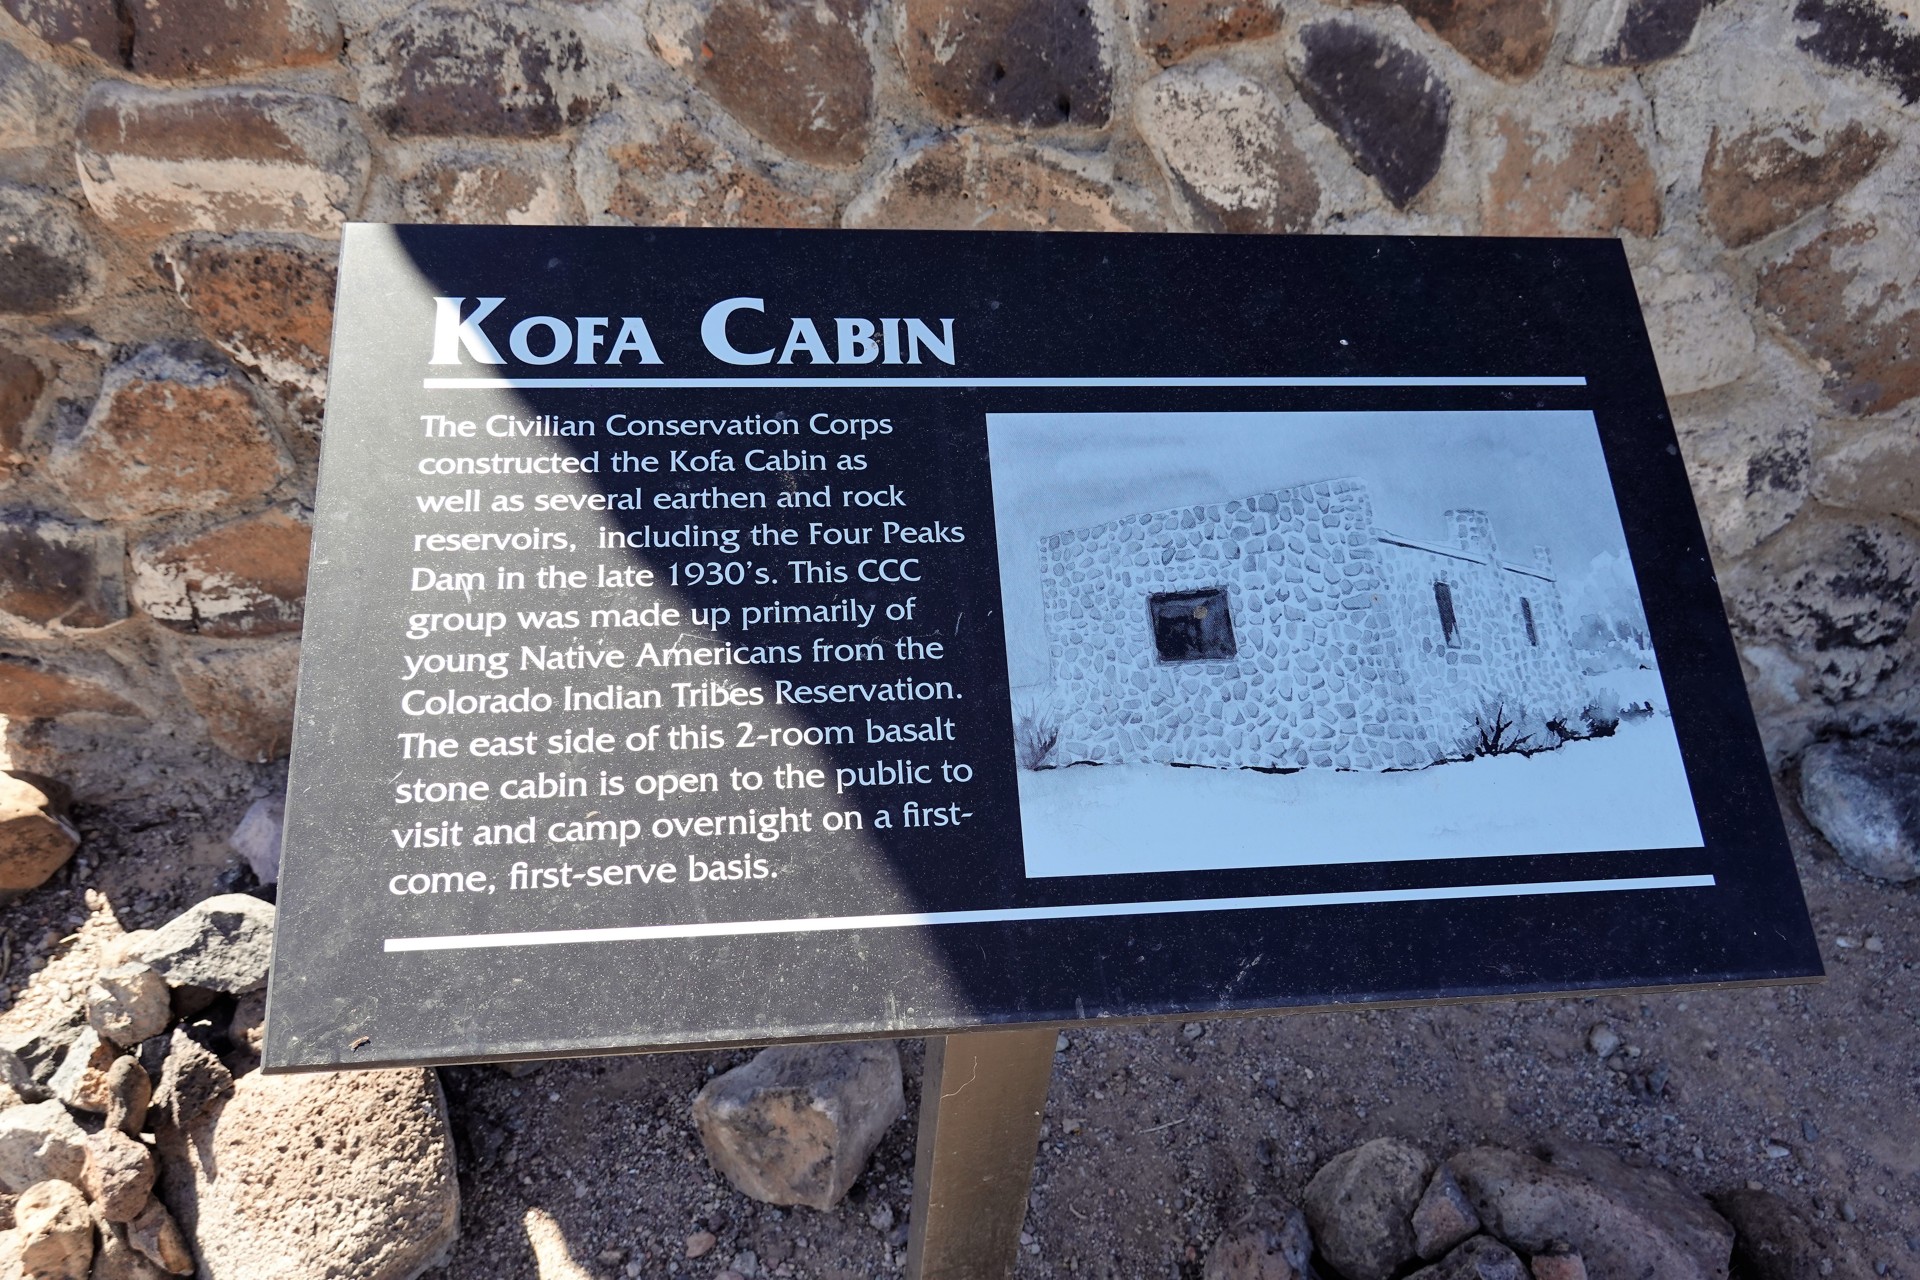 KOFA CABIN
The Civilian Conservation Corps
constructed the Kofa Cabin as
well as several earthen and rock
reservoirs, including the Four Peaks
Dam in the late 1930's. This CCC
group was made up primarily of
young Native Americans from the
Colorado Indian Tribes Reservation.
The east side of this 2-room basalt
stone cabin is open to the public to
visit and camp overnight on a first-
come, first-serve basis.